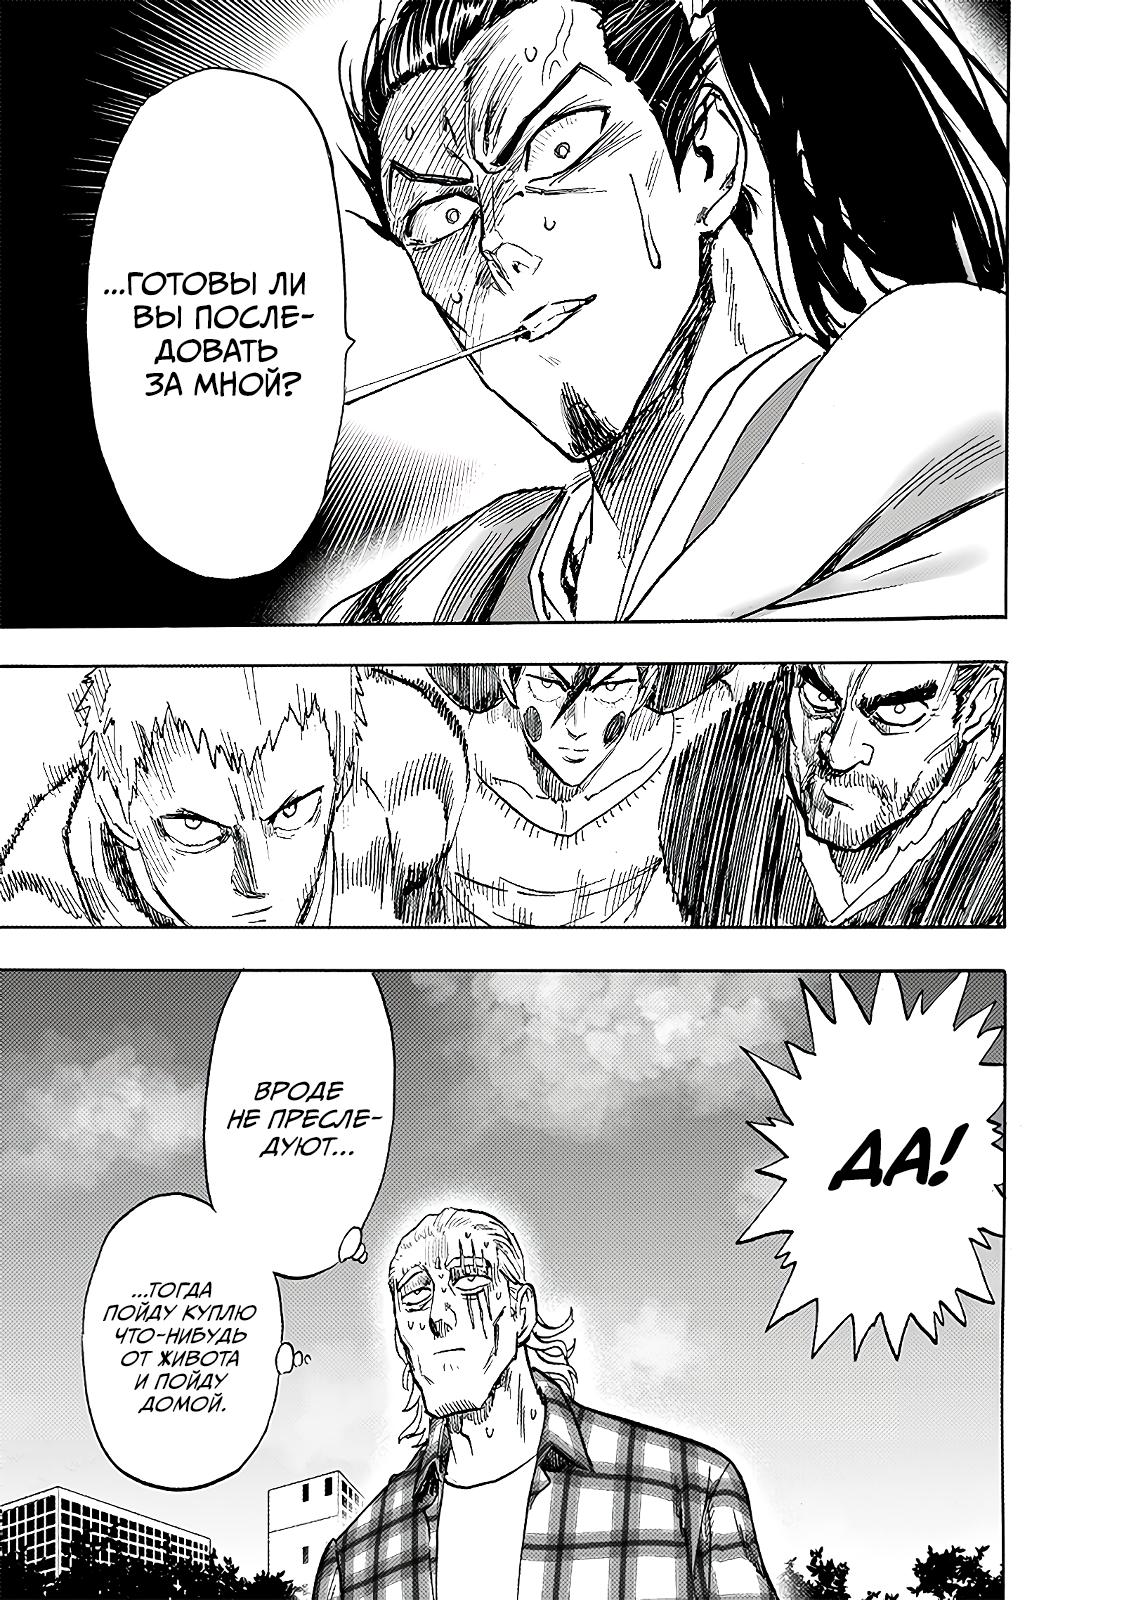 ...ГОТОВЫ ЛИ
ВЫ ПОСЛЕ-
ДОВАТЬ
ЗА МНОЙ?
ДА!
ВРОДЕ
НЕ ПРЕСЛЕ-
ДУЮТ...
...ТОГДА
ПОЙДУ КУПЛЮ
ЧТО-НИБУДЬ
ОТ ЖИВОТА
И ПОЙДУ
ДОМОЙ.